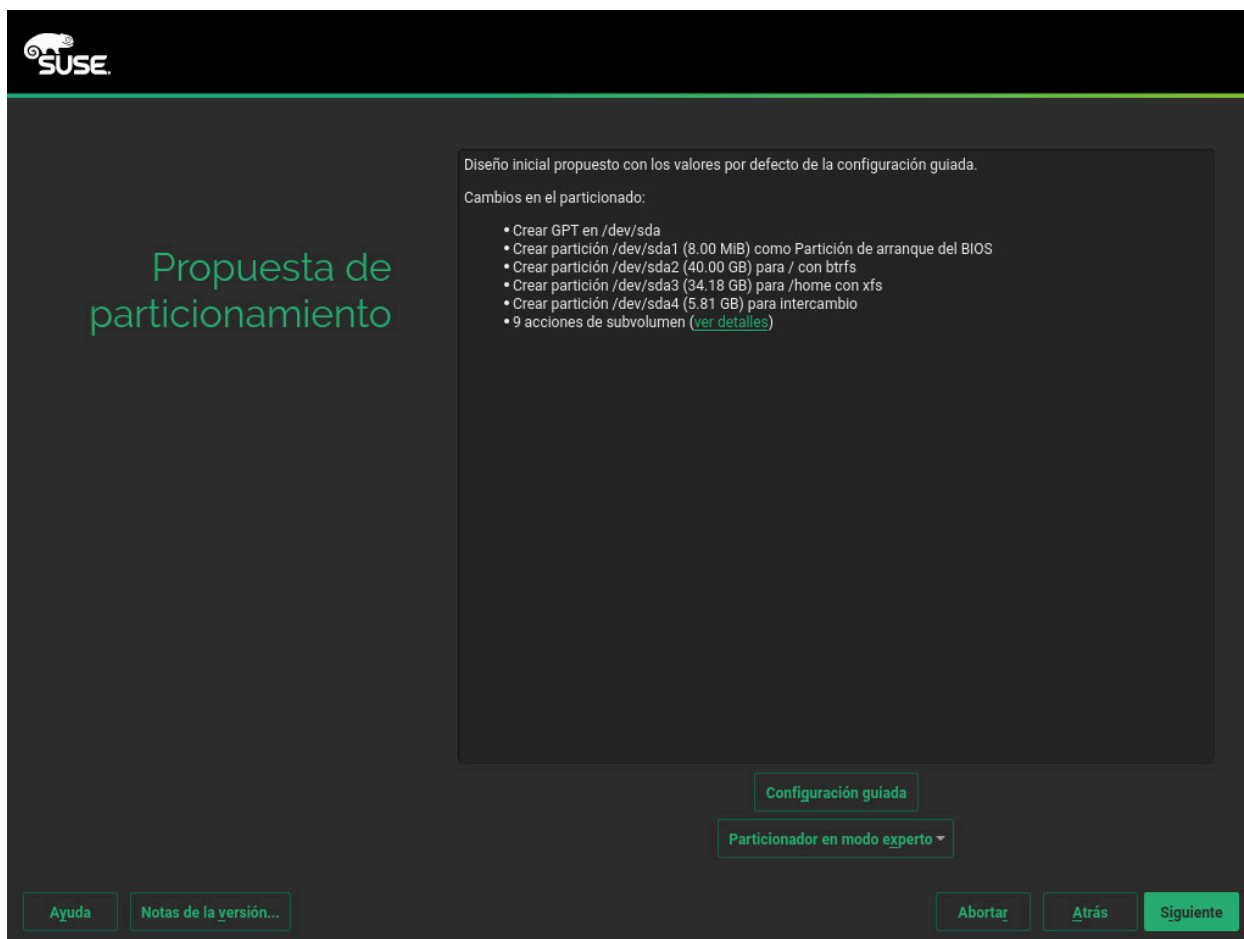 SUSE.
Diseño inicial propuesto con los valores por defecto de la configuración guiada.
Cambios en el particionado:
• Crear GPT en /dev/sda
• Crear partición /dev/sda1 (8.00 MiB) como Partición de arranque del BIOS
• Crear partición /dev/sda2 (40.00 GB) para / con btrfs
• Crear partición /dev/sda3 (34.18 GB) para /home con xfs
• Crear partición /dev/sda4 (5.81 GB) para intercambio
• 9 acciones de subvolumen (ver detalles)
Propuesta de
particionamiento
Configuración guiada
Particionador en modo experto
Ayuda
Notas de la versión...
Abortar
Atrás
Siguiente